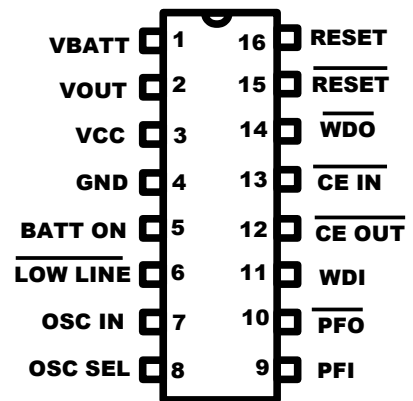 VBATT 1 16 RESET
VOUT 2 15 RESET
VCC 3 14 WDO
GND 4 13 CE IN
BATT ON 5 12 CE OUT
LOW LINE 6 11 WDI
OSC IN 7 10 PFO
OSC SEL 8 9 PFI